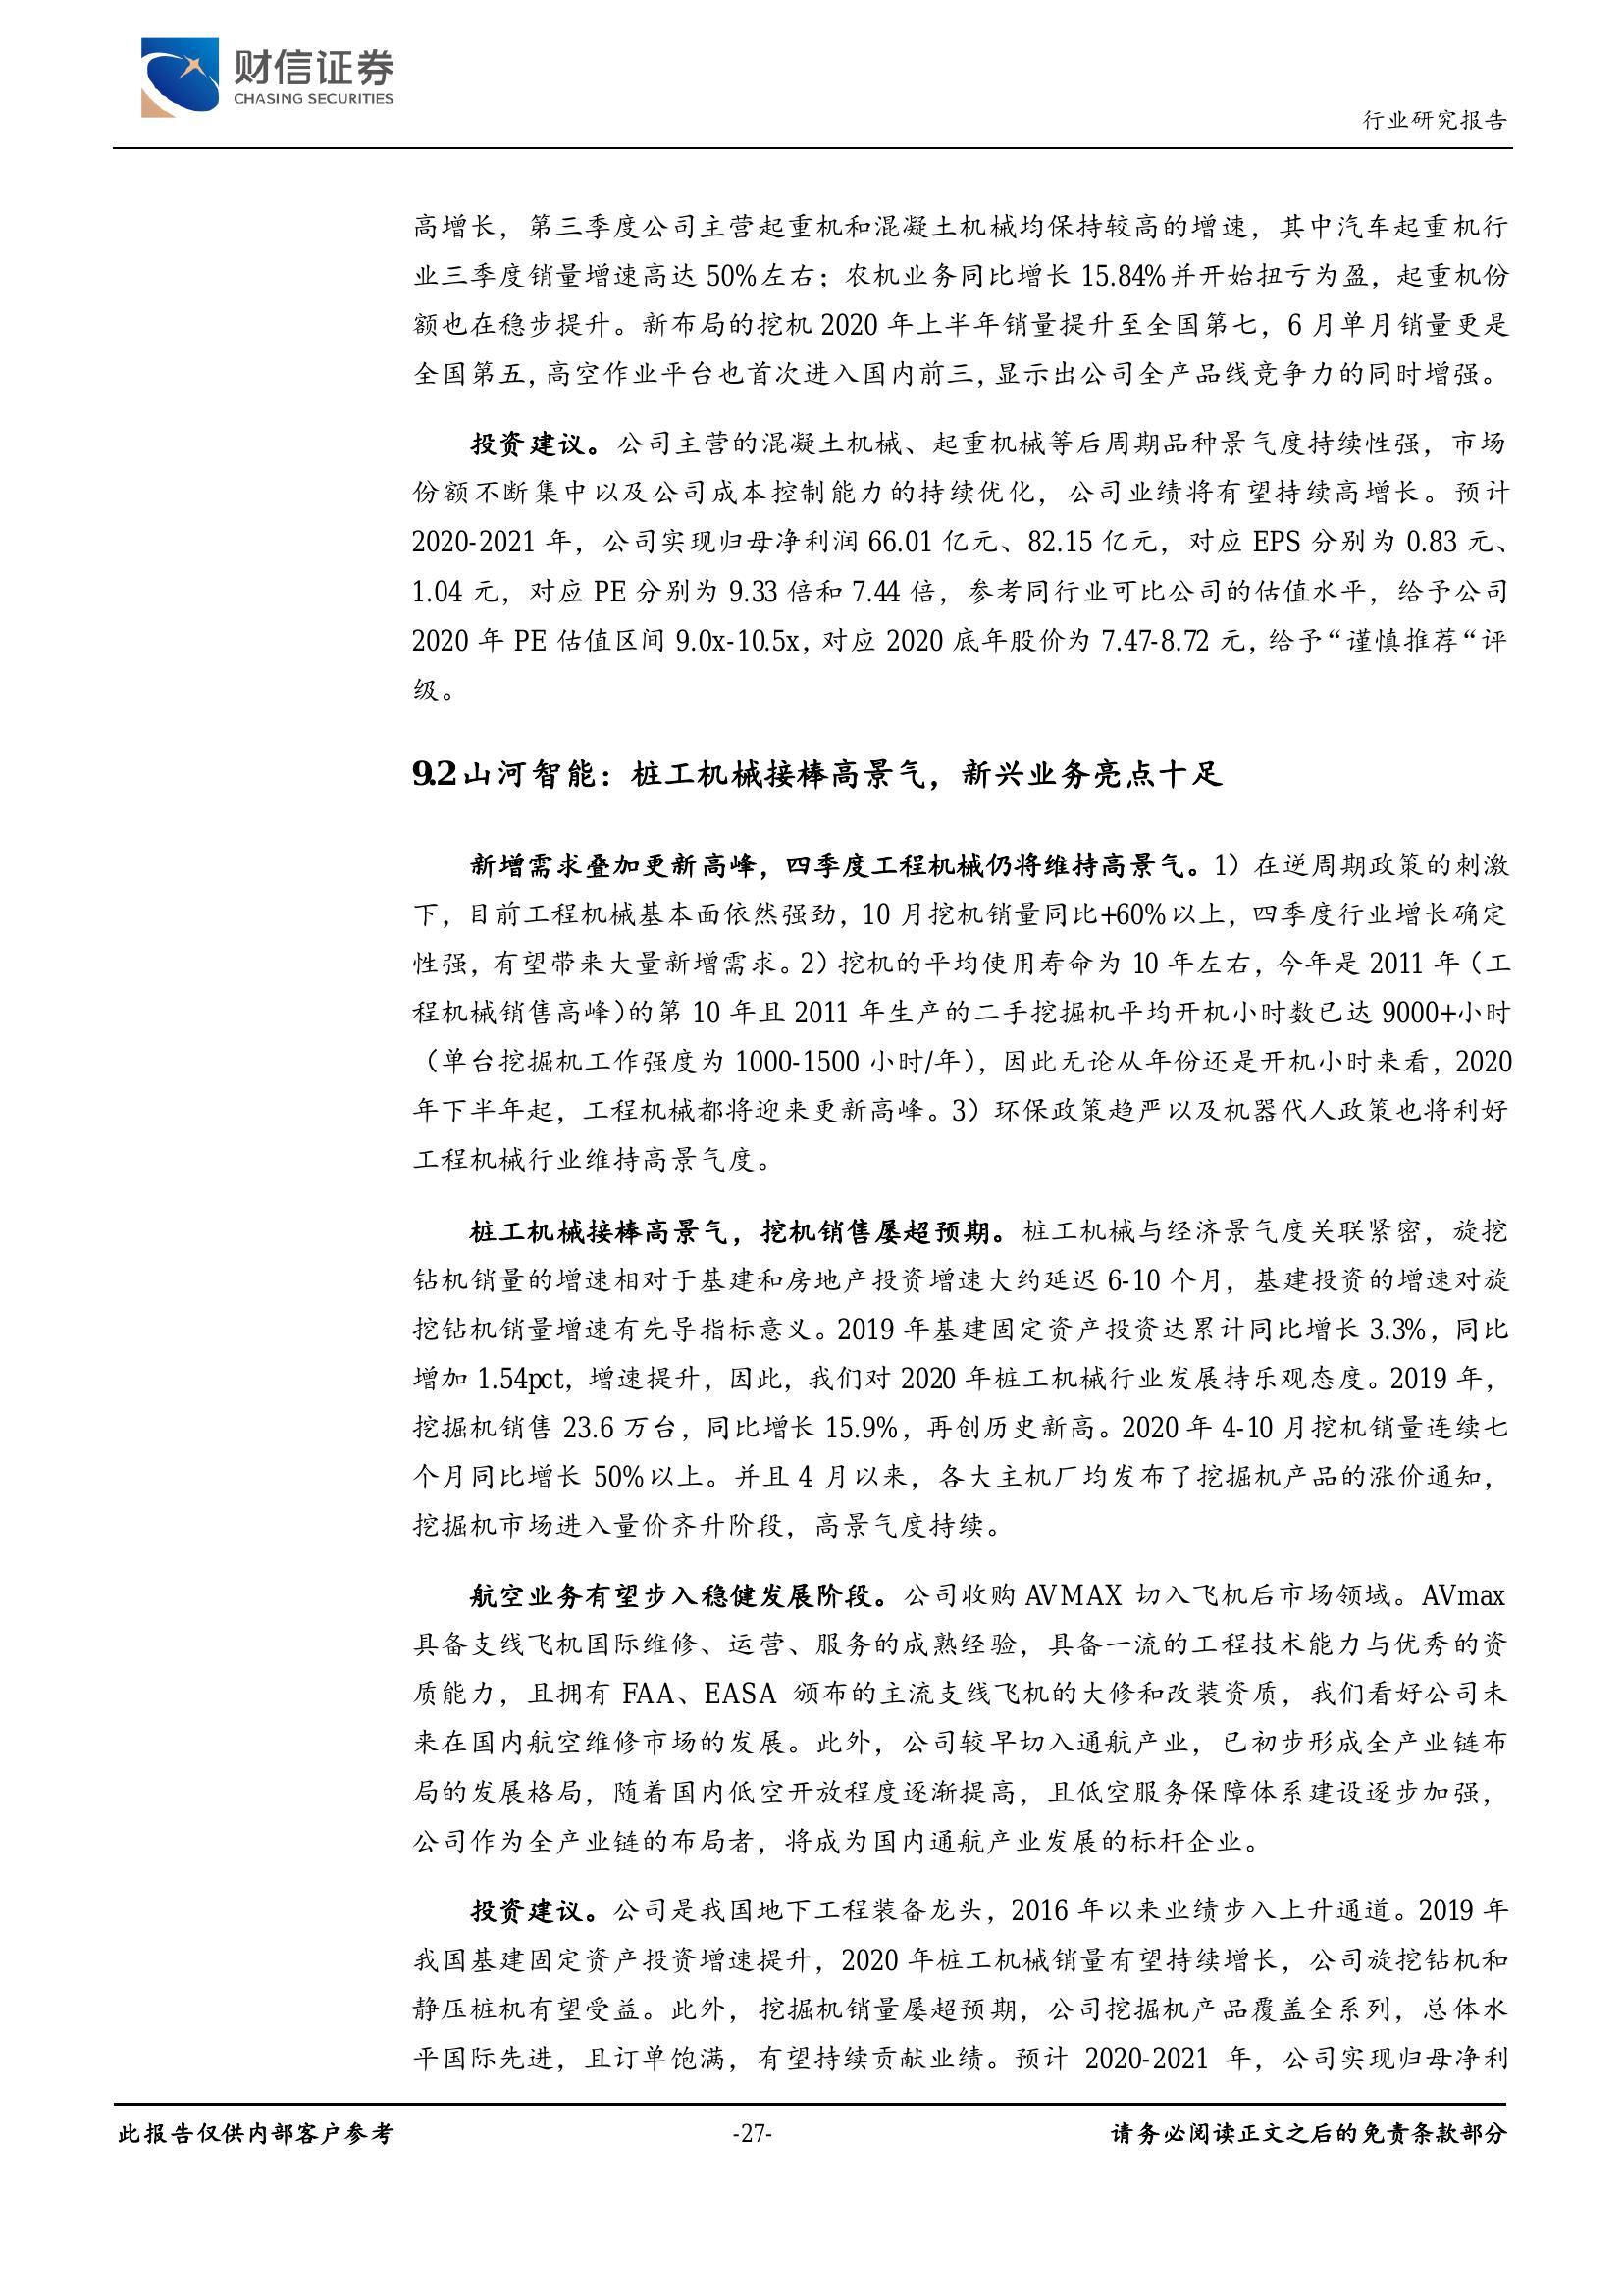 财信证券
CHASING SECURITIES
行业研究报告
高增长，第三季度公司主营起重机和混凝土机械均保持较高的增速，其中汽车起重机行
业三季度销量增速高达 50%左右；农机业务同比增长 15.84%并开始扭亏为盈，起重机份
额也在稳步提升。新布局的挖机 2020 年上半年销量提升至全国第七，6 月单月销量更是
全国第五，高空作业平台也首次进入国内前三，显示出公司全产品线竞争力的同时增强。
投资建议。公司主营的混凝土机械、起重机械等后周期品种景气度持续性强，市场
份额不断集中以及公司成本控制能力的持续优化，公司业绩将有望持续高增长。预计
2020-2021 年，公司实现归母净利润 66.01 亿元、82.15 亿元，对应 EPS 分别为 0.83 元、
1.04 元，对应 PE 分别为 9.33 倍和 7.44 倍，参考同行业可比公司的估值水平，给予公司
2020 年 PE 估值区间 9.0x-10.5x，对应 2020 底年股价为 7.47-8.72 元，给予“谨慎推荐“评
级。
9.2 山河智能：桩工机械接棒高景气，新兴业务亮点十足
新增需求叠加更新高峰，四季度工程机械仍将维持高景气。1）在逆周期政策的刺激
下，目前工程机械基本面依然强劲，10 月挖机销量同比+60%以上，四季度行业增长确定
性强，有望带来大量新增需求。2）挖机的平均使用寿命为 10 年左右，今年是 2011 年（工
程机械销售高峰）的第 10 年且 2011 年生产的二手挖掘机平均开机小时数已达 9000+小时
（单台挖掘机工作强度为 1000-1500 小时/年），因此无论从年份还是开机小时来看，2020
年下半年起，工程机械都将迎来更新高峰。3）环保政策趋严以及机器代人政策也将利好
工程机械行业维持高景气度。
桩工机械接棒高景气，挖机销售屡超预期。桩工机械与经济景气度关联紧密，旋挖
钻机销量的增速相对于基建和房地产投资增速大约延迟 6-10 个月，基建投资的增速对旋
挖钻机销量增速有先导指标意义。2019 年基建固定资产投资达累计同比增长 3.3%，同比
增加 1.54pct，增速提升，因此，我们对 2020 年桩工机械行业发展持乐观态度。2019 年，
挖掘机销售 23.6 万台，同比增长 15.9%，再创历史新高。2020 年 4-10 月挖机销量连续七
个月同比增长 50%以上。并且 4 月以来，各大主机厂均发布了挖掘机产品的涨价通知，
挖掘机市场进入量价齐升阶段，高景气度持续。
航空业务有望步入稳健发展阶段。公司收购 AVMAX 切入飞机后市场领域。AVmax
具备支线飞机国际维修、运营、服务的成熟经验，具备一流的工程技术能力与优秀的资
质能力，且拥有 FAA、EASA 颁布的主流支线飞机的大修和改装资质，我们看好公司未
来在国内航空维修市场的发展。此外，公司较早切入通航产业，已初步形成全产业链布
局的发展格局，随着国内低空开放程度逐渐提高，且低空服务保障体系建设逐步加强，
公司作为全产业链的布局者，将成为国内通航产业发展的标杆企业。
投资建议。公司是我国地下工程装备龙头，2016 年以来业绩步入上升通道。2019 年
我国基建固定资产投资增速提升，2020 年桩工机械销量有望持续增长，公司旋挖钻机和
静压桩机有望受益。此外，挖掘机销量屡超预期，公司挖掘机产品覆盖全系列，总体水
平国际先进，且订单饱满，有望持续贡献业绩。预计 2020-2021 年，公司实现归母净利
此报告仅供内部客户参考
-27-
请务必阅读正文之后的免责条款部分